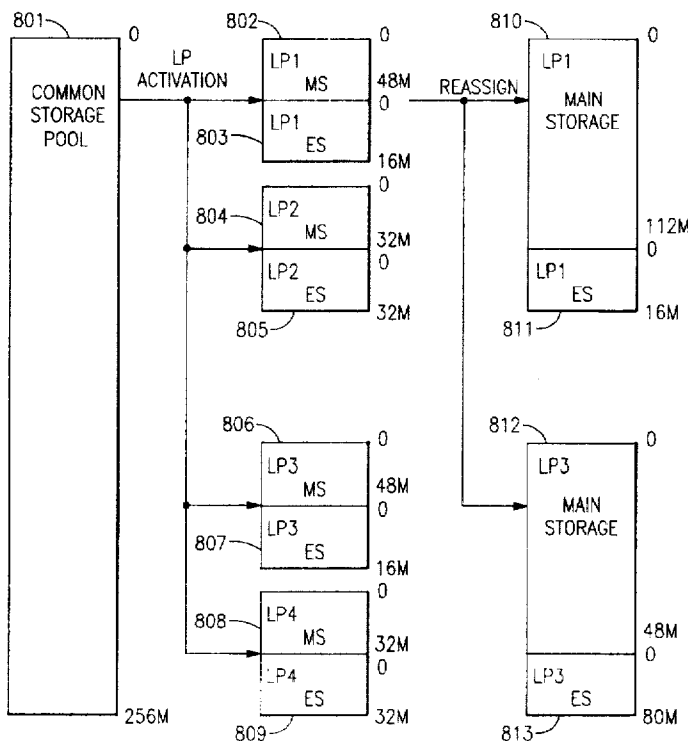 801
0
COMMON
STORAGE
POOL
256M
LP
ACTIVATION
802
0
LP1
MS
48M
0
LP1
ES
803
16M
0
804
LP2
MS
32M
0
LP2
ES
805
32M
806
0
LP3
MS
48M
0
LP3
ES
807
16M
0
808
LP4
MS
32M
0
LP4
ES
809
32M
REASSIGN
810
0
LP1
MAIN
STORAGE
112M
0
LP1
ES
811
16M
812
0
LP3
MAIN
STORAGE
48M
0
LP3
ES
813
80M